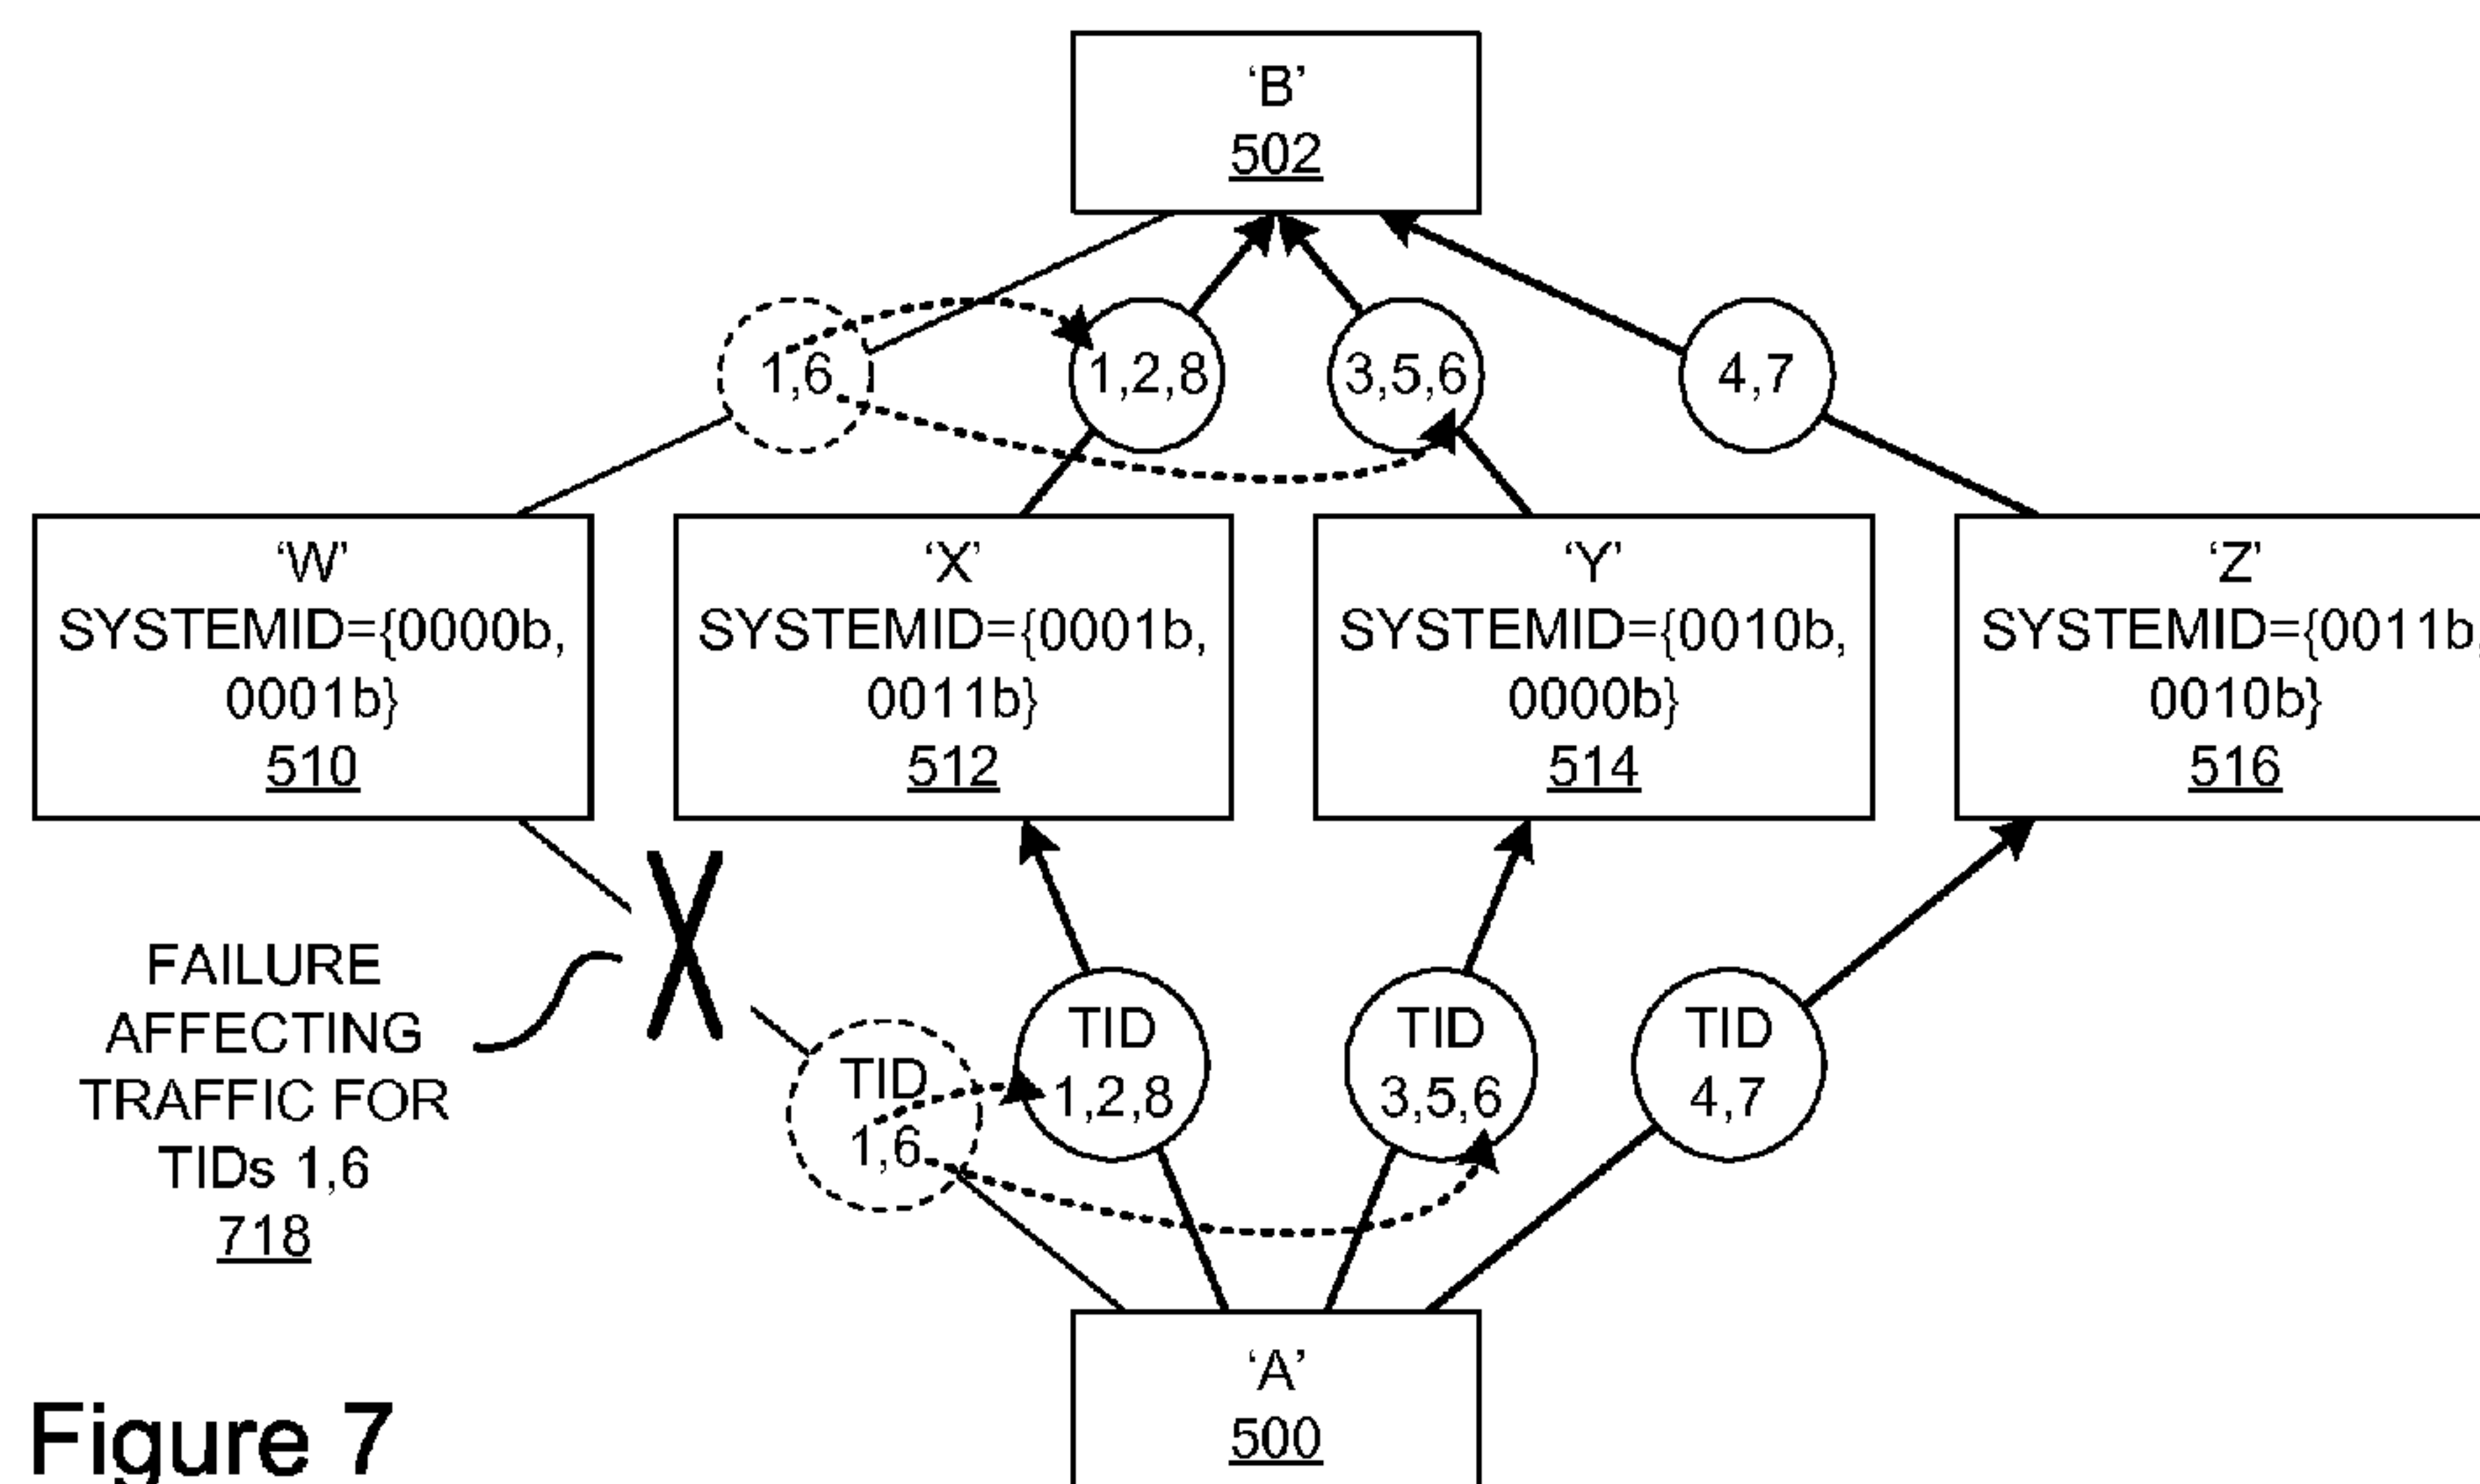 ‘B’
502
1,6
1,2,8
3,5,6
4,7
‘W’
SYSTEMID={0000b,
0001b}
510
‘X’
SYSTEMID={0001b,
0011b}
512
‘Y’
SYSTEMID={0010b,
0000b}
514
‘Z’
SYSTEMID={0011b,
0010b}
516
X
FAILURE
AFFECTING
TRAFFIC FOR
TIDs 1,6
718
TID
1,6
TID
1,2,8
TID
3,5,6
TID
4,7
‘A’
500
Figure 7